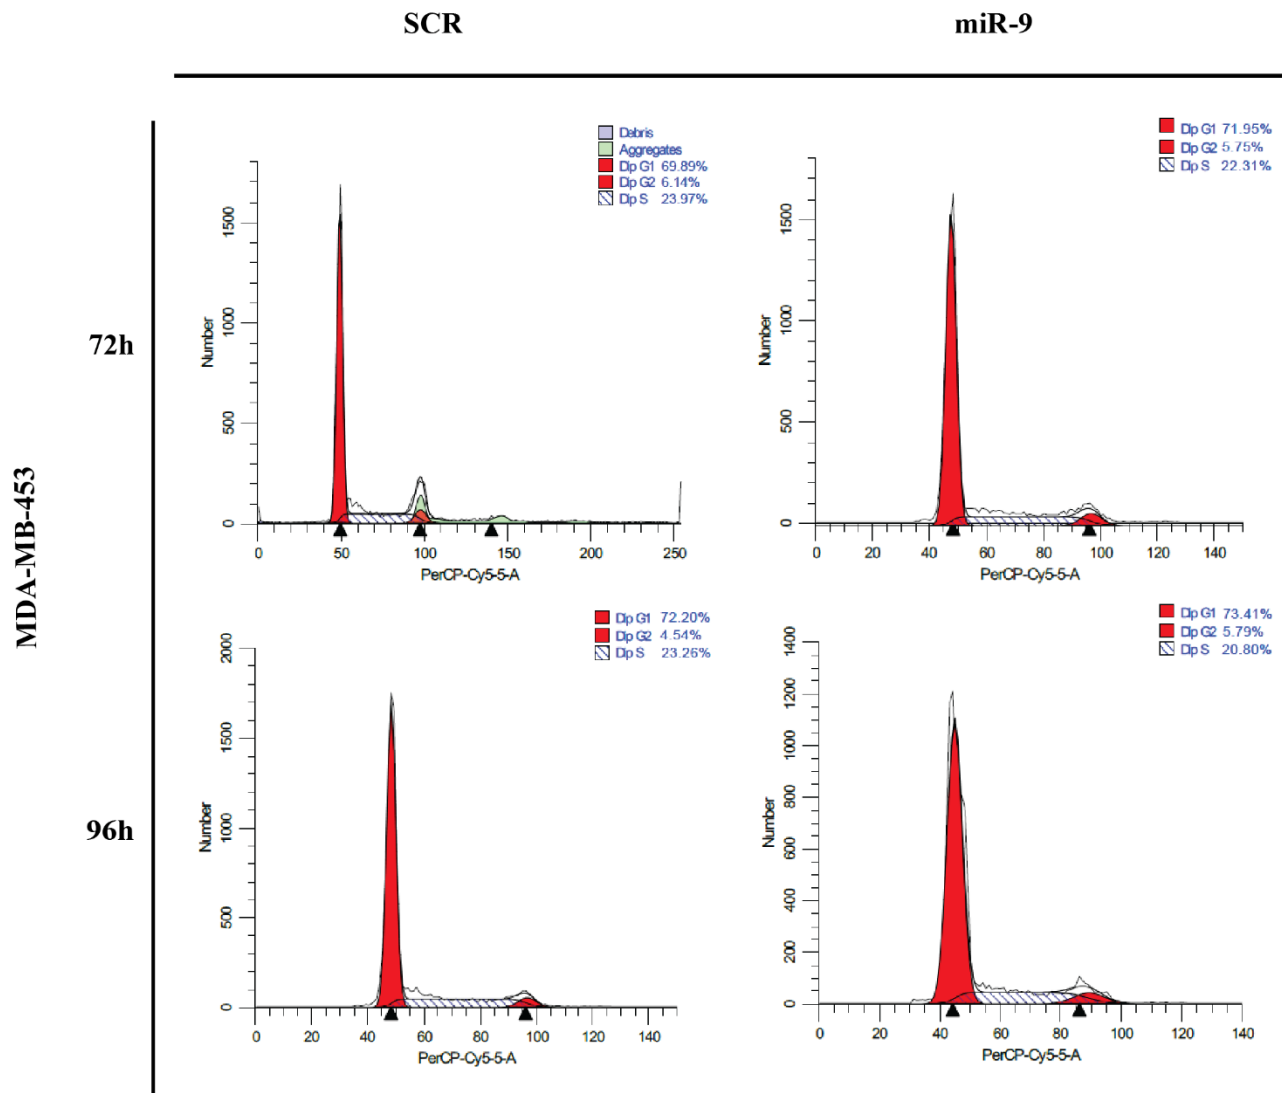 SCR
miR-9
MDA-MB-453
72h
Debris
Aggregates
Dip G1 69.89%
Dip G2 6.14%
Dip S 23.97%
Number
0
500
1000
1500
0 50 100 150 200 250
PerCP-Cy5-5-A
Dip G1 71.95%
Dip G2 5.75%
Dip S 22.31%
Number
0
500
1000
1500
0 20 40 60 80 100 120 140
PerCP-Cy5-5-A
96h
Dip G1 72.20%
Dip G2 4.54%
Dip S 23.26%
Number
0
500
1000
1500
2000
0 20 40 60 80 100 120 140
PerCP-Cy5-5-A
Dip G1 73.41%
Dip G2 5.79%
Dip S 20.80%
Number
0
200
400
600
800
1000
1200
1400
0 20 40 60 80 100 120 140
PerCP-Cy5-5-A